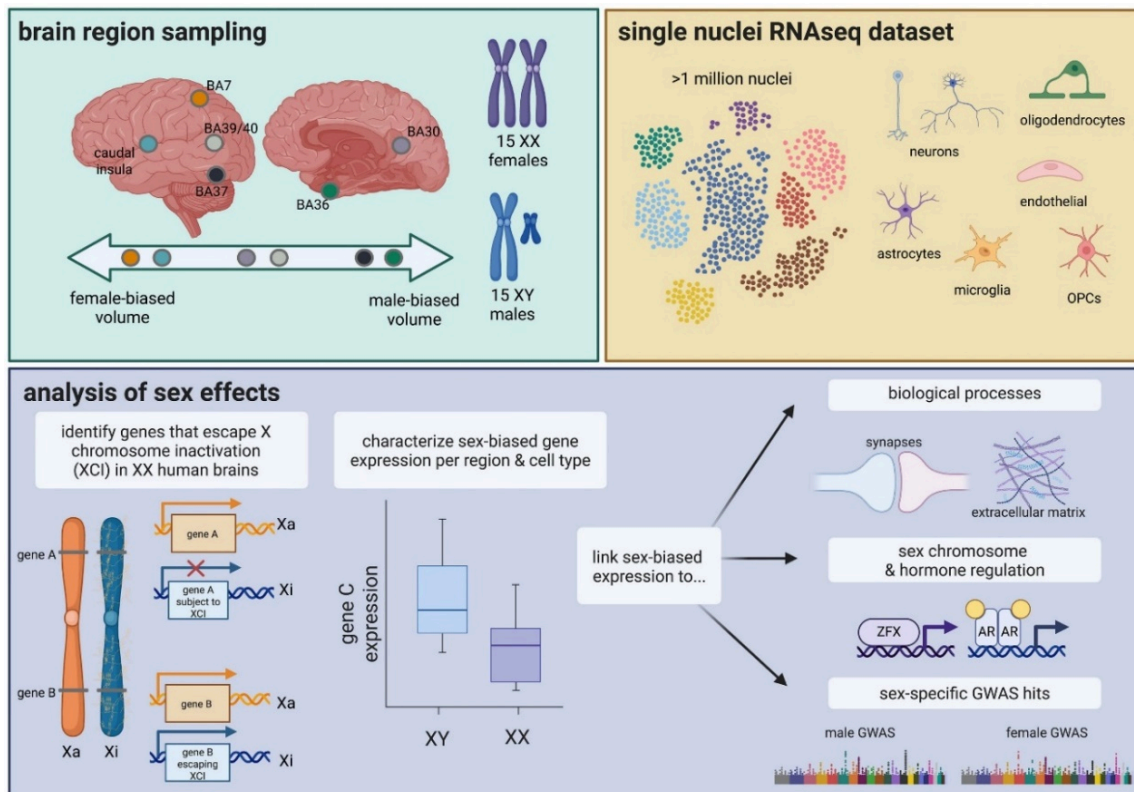 brain region sampling
BA7
BA39/40
caudal
insula
BA37
BA30
BA36
female-biased
volume
male-biased
volume
15 XX
females
15 XY
males
single nuclei RNAseq dataset
>1 million nuclei
neurons
oligodendrocytes
endothelial
astrocytes
microglia
OPCs
analysis of sex effects
identify genes that escape X
chromosome inactivation
(XCI) in XX human brains
gene A
gene B
Xa
Xi
gene A
Xa
gene A
subject to
XCI
Xi
gene B
Xa
gene B
escaping
XCI
Xi
characterize sex-biased gene
expression per region & cell type
gene C
expression
XY
XX
link sex-biased
expression to...
biological processes
synapses
extracellular matrix
sex chromosome
& hormone regulation
ZFX
AR
AR
sex-specific GWAS hits
male GWAS
female GWAS